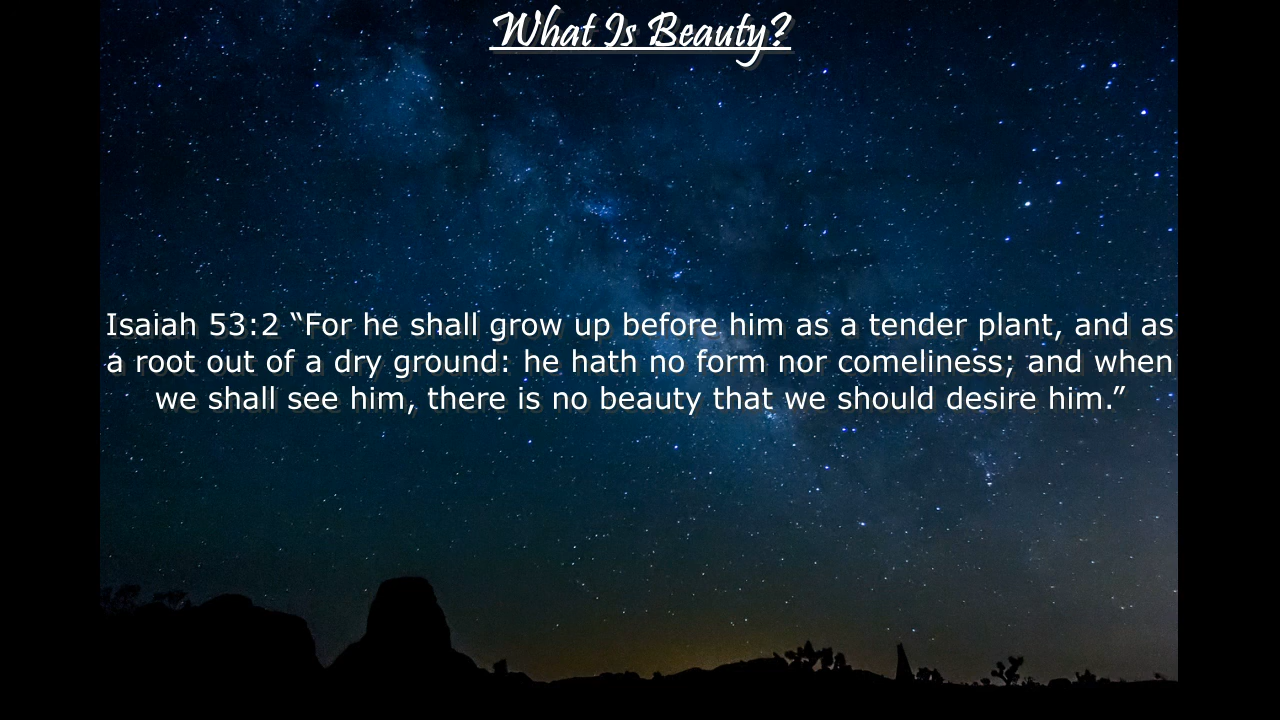 What Is Beauty?
Isaiah 53:2 “For he shall grow up before him as a tender plant, and as
a root out of a dry ground: he hath no form nor comeliness; and when
we shall see him, there is no beauty that we should desire him.”